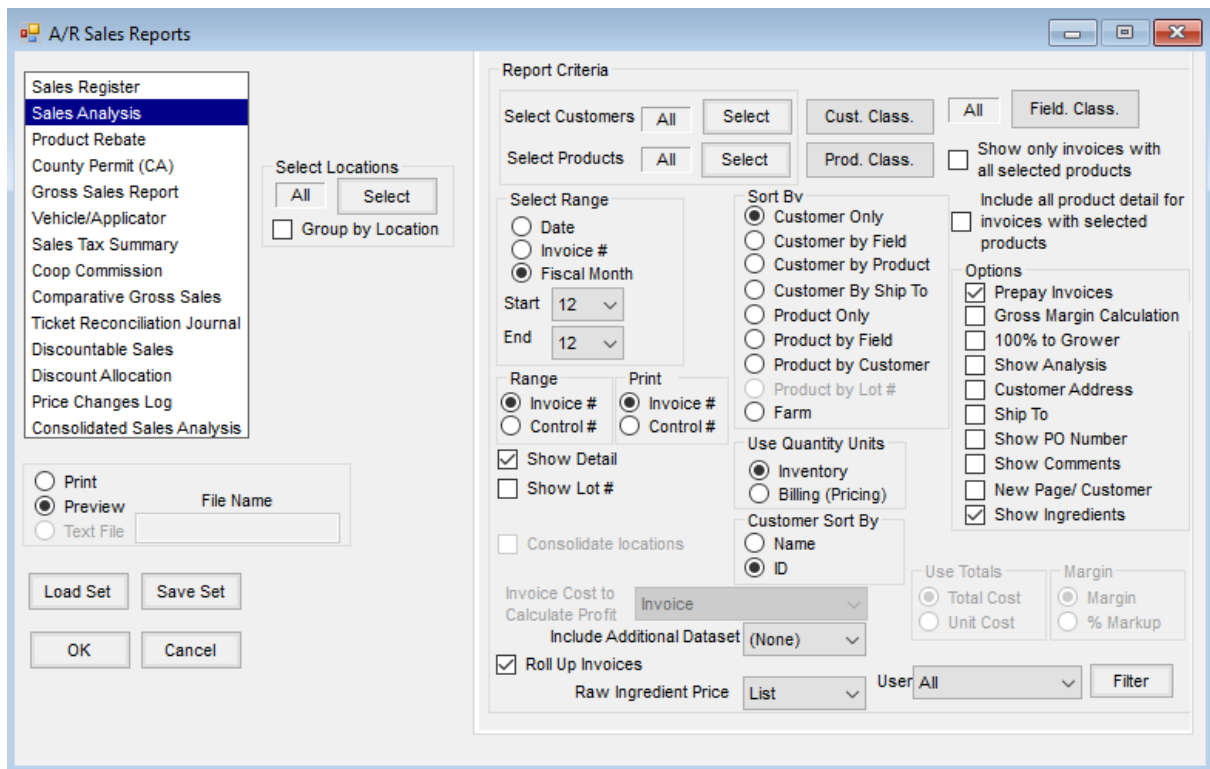 A/R Sales Reports
Sales Register
Sales Analysis
Product Rebate
County Permit (CA)
Gross Sales Report
Vehicle/Applicator
Sales Tax Summary
Coop Commission
Comparative Gross Sales
Ticket Reconciliation Journal
Discountable Sales
Discount Allocation
Price Changes Log
Consolidated Sales Analysis
Select Locations
All Select
Group by Location
Print
Preview
Text File
File Name
Load Set Save Set
OK Cancel
Report Criteria
Select Customers All Select Cust. Class. All Field. Class.
Select Products All Select Prod. Class.
Show only invoices with
all selected products
Include all product detail for
invoices with selected
products
Select Range
Date
Invoice #
Fiscal Month
Start 12
End 12
Range
Invoice #
Control #
Print
Invoice #
Control #
Show Detail
Show Lot #
Consolidate locations
Sort By
Customer Only
Customer by Field
Customer by Product
Customer By Ship To
Product Only
Product by Field
Product by Customer
Product by Lot #
Farm
Use Quantity Units
Inventory
Billing (Pricing)
Customer Sort By
Name
ID
Options
Prepay Invoices
Gross Margin Calculation
100% to Grower
Show Analysis
Customer Address
Ship To
Show PO Number
Show Comments
New Page/ Customer
Show Ingredients
Use Totals
Total Cost
Unit Cost
Margin
Margin
% Markup
Invoice Cost to
Calculate Profit
Invoice
Include Additional Dataset (None)
Roll Up Invoices
Raw Ingredient Price List
User All Filter